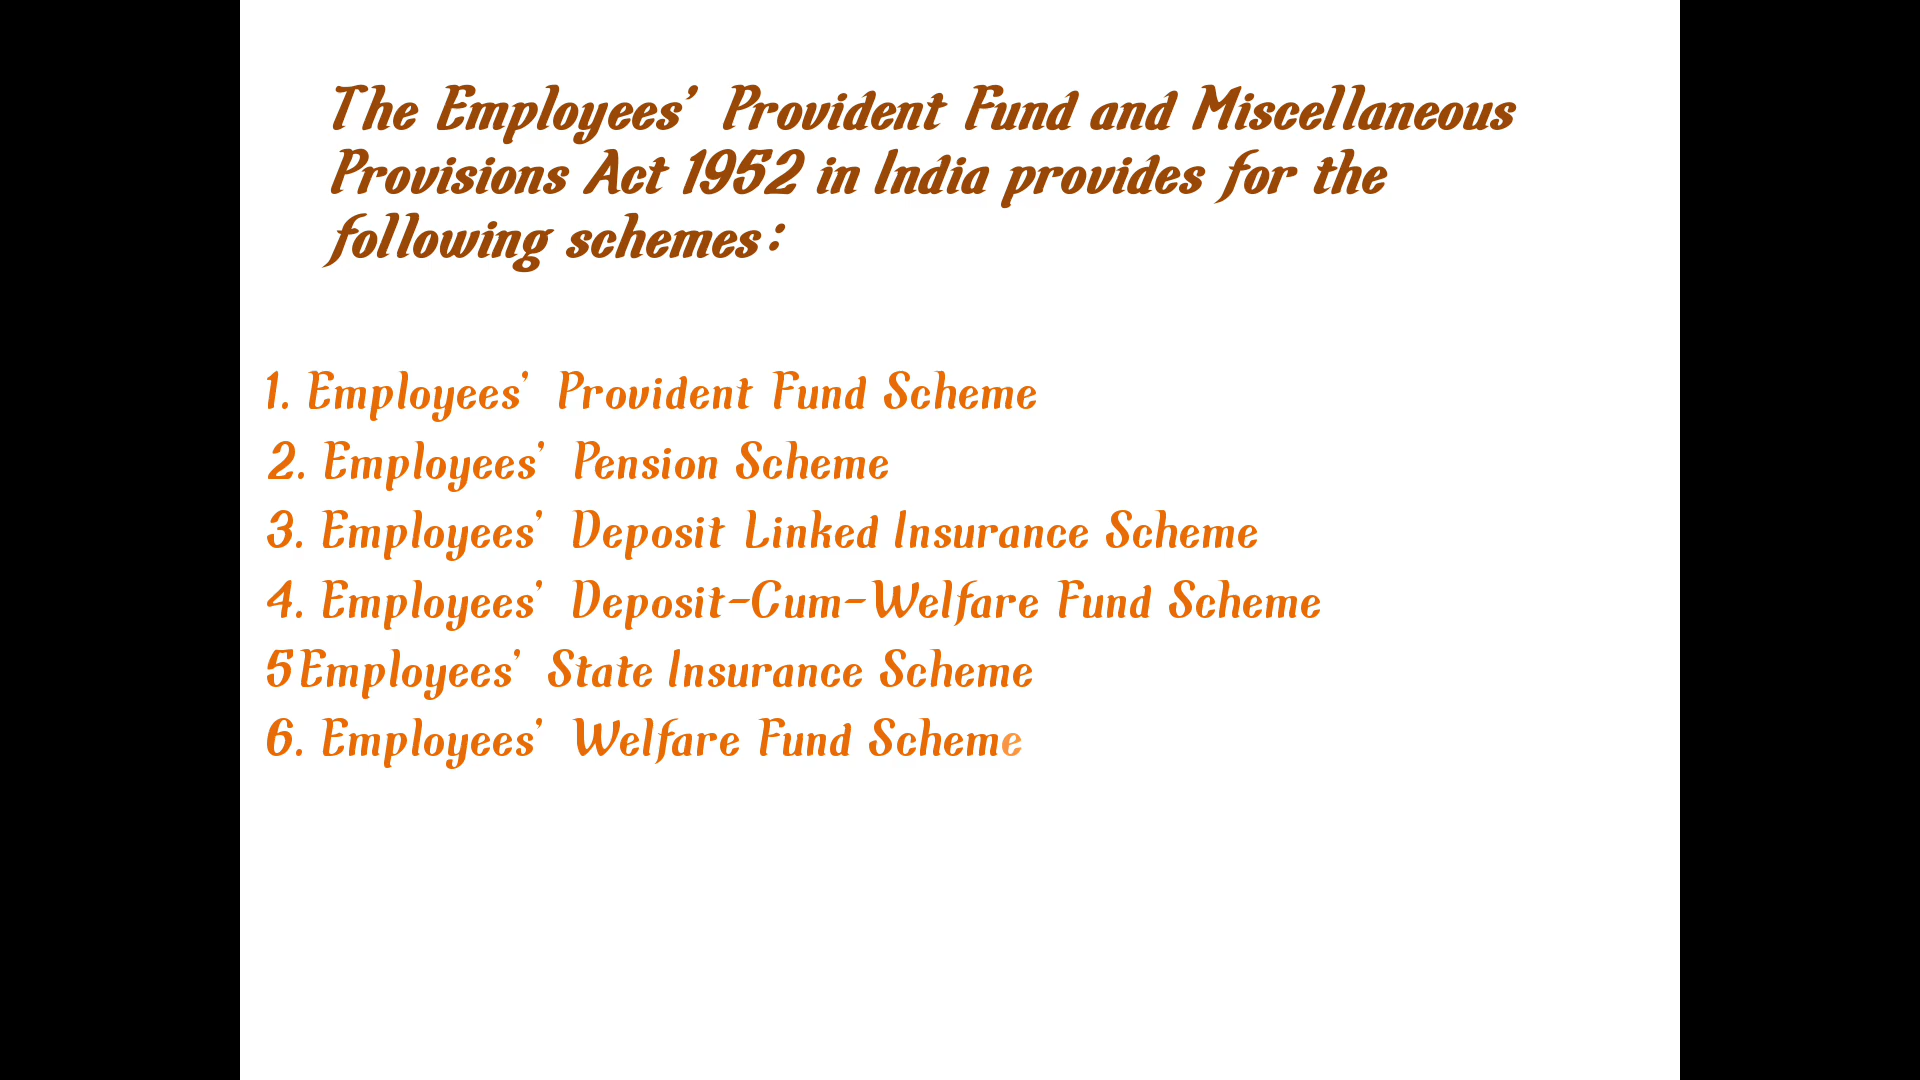 The Employees' Provident Fund and Miscellaneous
Provisions Act 1952 in India provides for the
following schemes:
1. Employees' Provident Fund Scheme
2. Employees' Pension Scheme
3. Employees' Deposit Linked Insurance Scheme
4. Employees' Deposit-Cum-Welfare Fund Scheme
5Employees' State Insurance Scheme
6. Employees' Welfare Fund Scheme